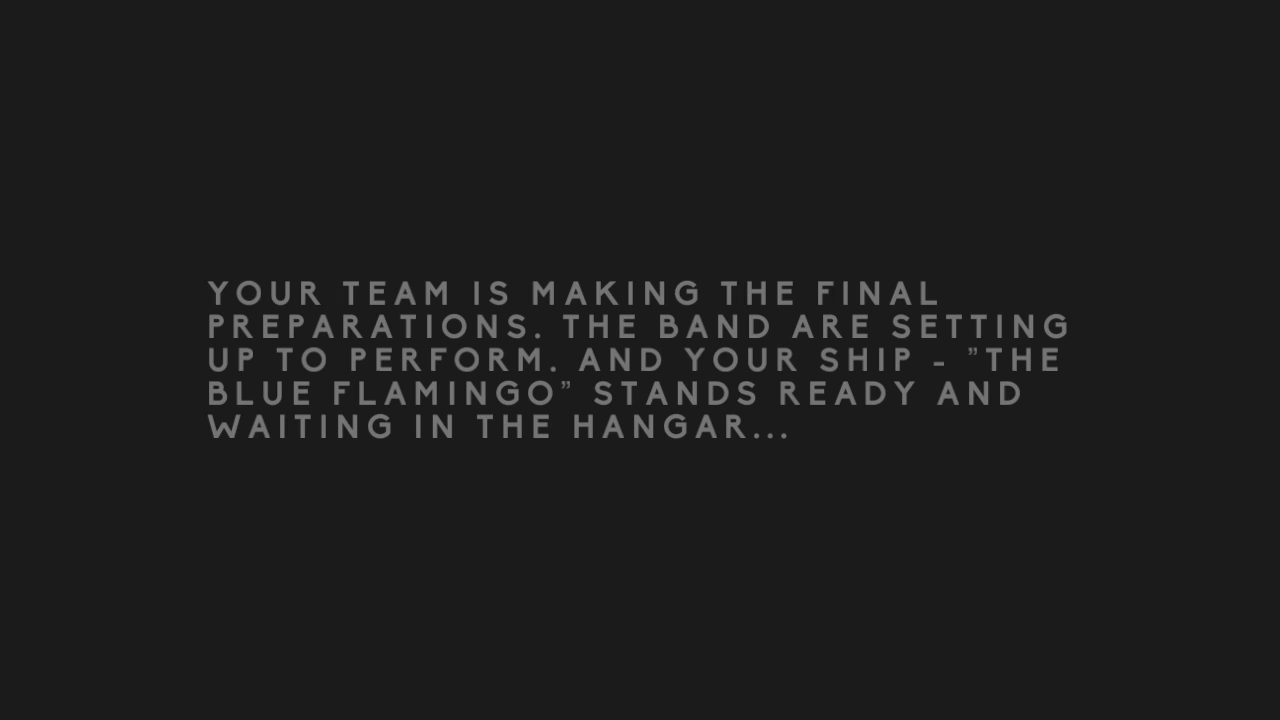 YOUR TEAM IS MAKING THE FINAL
PREPARATIONS. THE BAND ARE SETTING
UP TO PERFORM. AND YOUR SHIP - ”THE
BLUE FLAMINGO” STANDS READY AND
WAITING IN THE HANGAR...